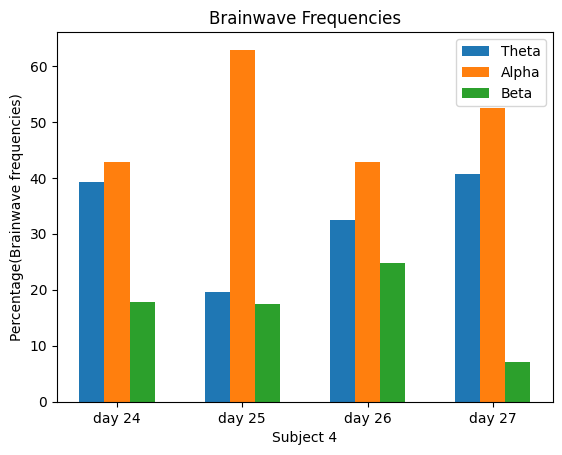 Brainwave Frequencies
Theta
Alpha
Beta
Percentage(Brainwave frequencies)
60
50
40
30
20
10
0
day 24 day 25 day 26 day 27
Subject 4